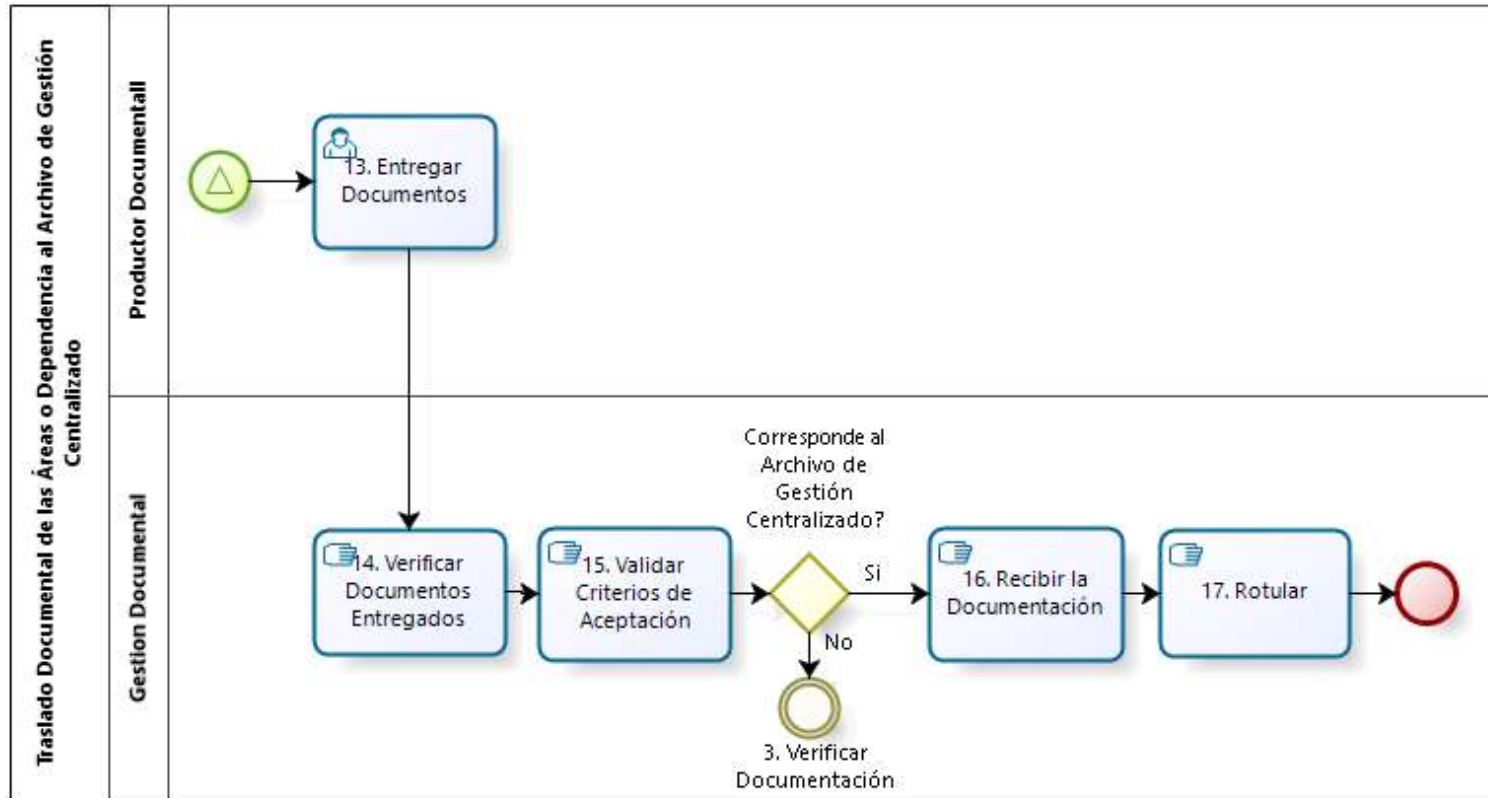 Traslado Documental de las Áreas o Dependencia al Archivo de Gestión
Centralizado
Productor Documentall
13. Entregar
Documentos
Gestion Documental
14. Verificar
Documentos
Entregados
15. Validar
Criterios de
Aceptación
Corresponde al
Archivo de
Gestión
Centralizado?
Si
No
3. Verificar
Documentación
16. Recibir la
Documentación
17. Rotular